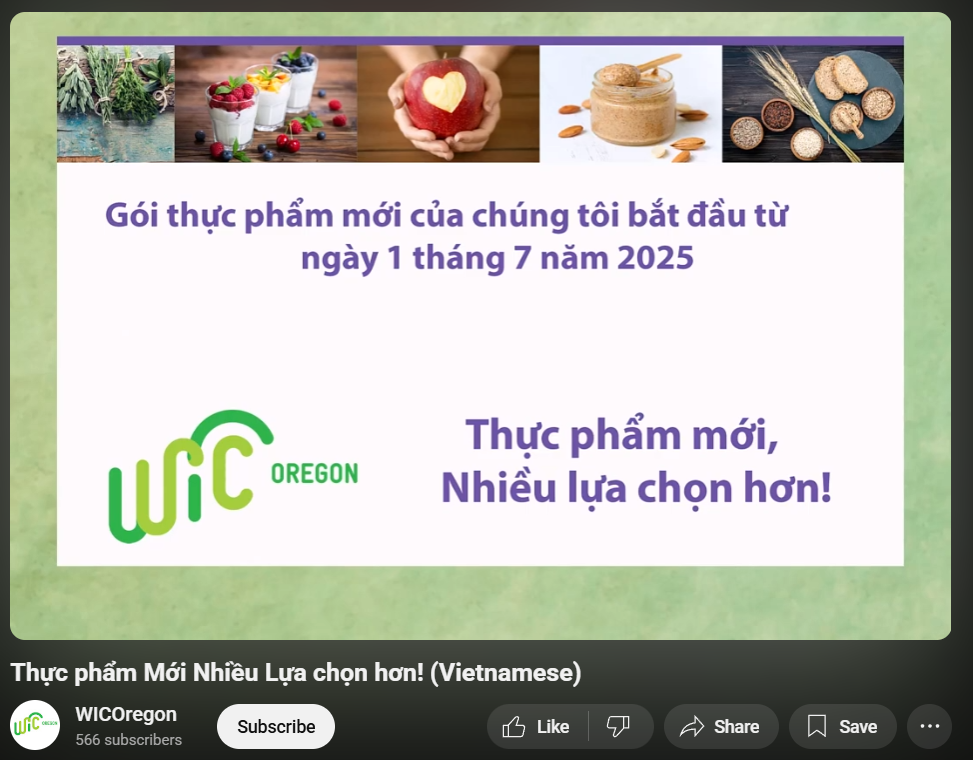 Gói thực phẩm mới của chúng tôi bắt đầu từ
ngày 1 tháng 7 năm 2025
WiC OREGON
Thực phẩm mới,
Nhiều lựa chọn hơn!
Thực phẩm Mới Nhiều Lựa chọn hơn! (Vietnamese)
WiC OREGON
WICOregon
566 subscribers
Subscribe
Like
Share
Save